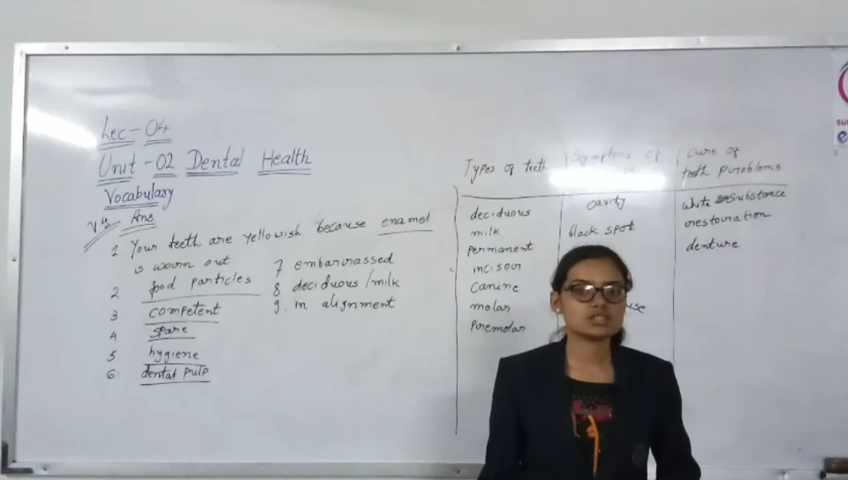 Lec-04
Unit-02 Dental Health
Vocabulary
Ans
1 Your teeth are yellowish because enamel
is worn out
2 food particles
3 competent
4 spare
5 hygiene
6. dental pulp
7 embarrassed
8 deciduous/milk
9. in alignment
Types of teeth
deciduous
milk
permanent
incisor
canine
molar
Premolar
Symptoms of
cavity
black spot
cure of
teeth problems
white substance
restoration
denture